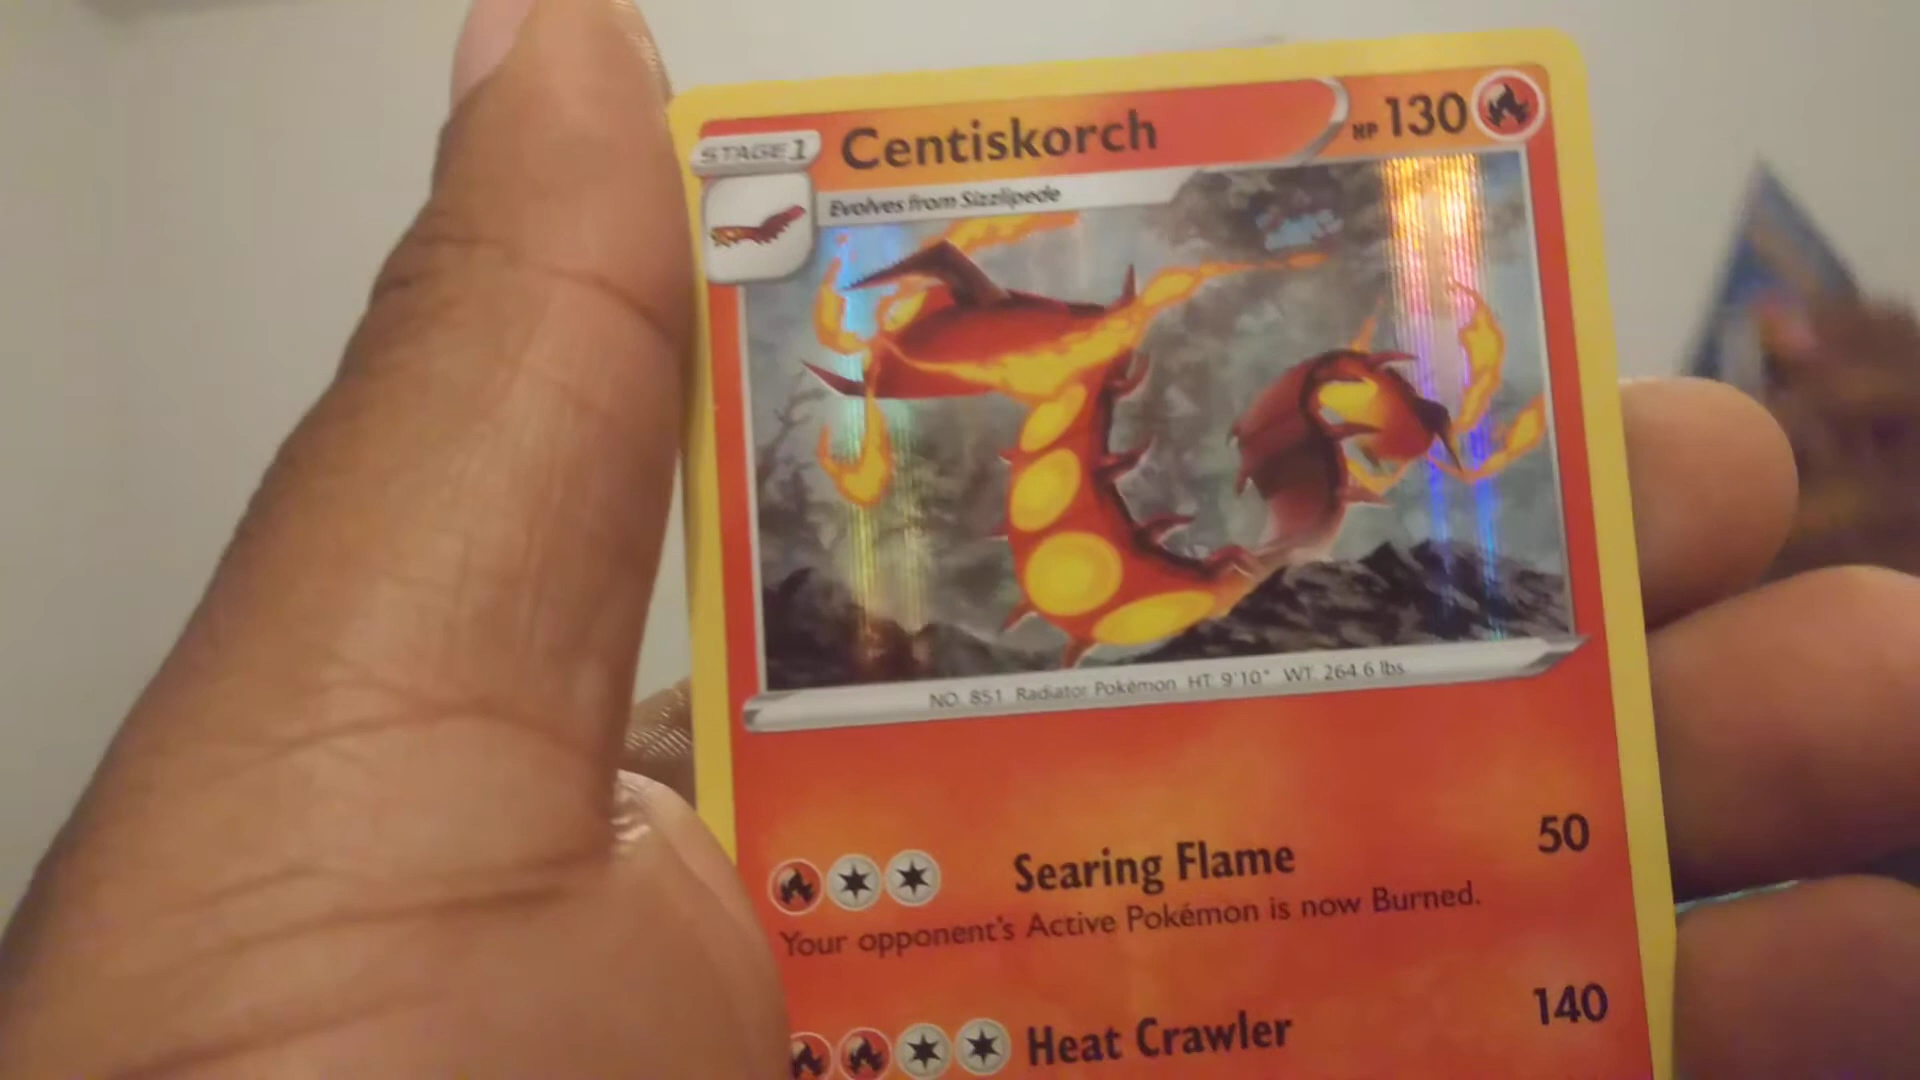 STAGE 1 Centiskorch HP 130
Evolves from Sizzlipede
NO. 851 Radiator Pokémon HT 9'10" WT 264.6 lbs
Searing Flame 50
Your opponent's Active Pokémon is now Burned.
Heat Crawler 140